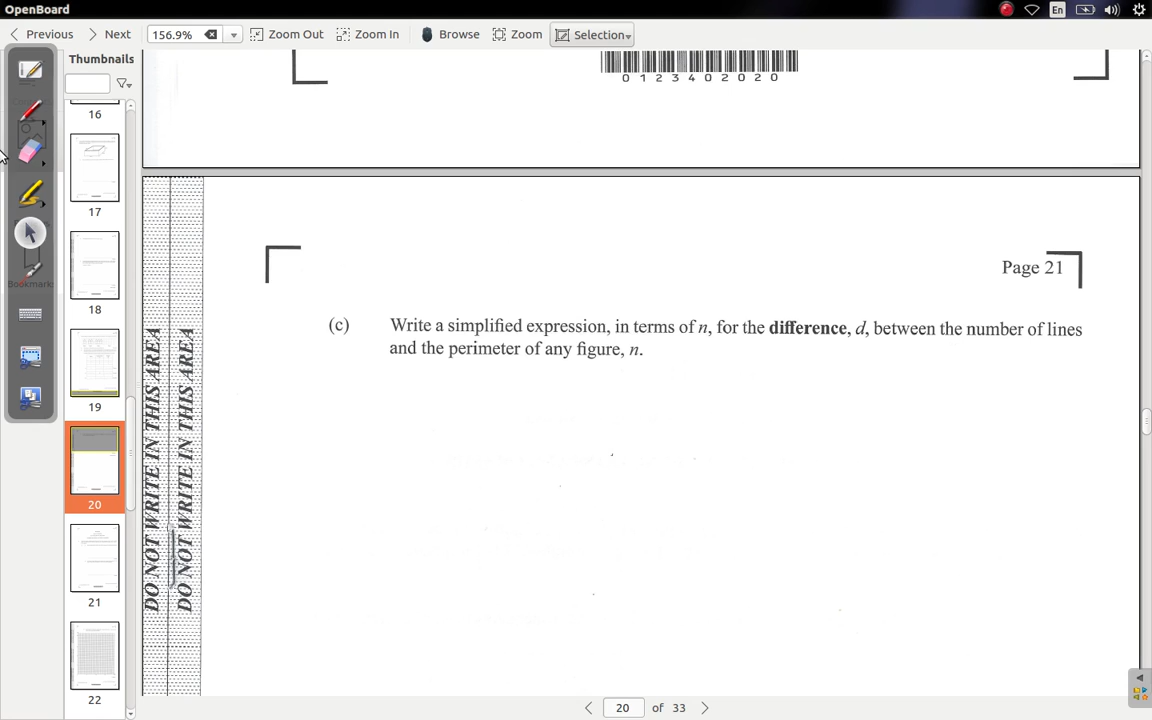 OpenBoard
En
Previous
Next
156.9%
Zoom Out
Zoom In
Browse
Zoom
Selection
Thumbnails
16
17
18
19
20
21
22
Bookmarks
0 1 2 3 4 0 2 0 2 0
DO NOT WRITE IN THIS AREA
DO NOT WRITE IN THIS AREA
Page 21
(c) Write a simplified expression, in terms of n, for the difference, d, between the number of lines
and the perimeter of any figure, n.
20 of 33